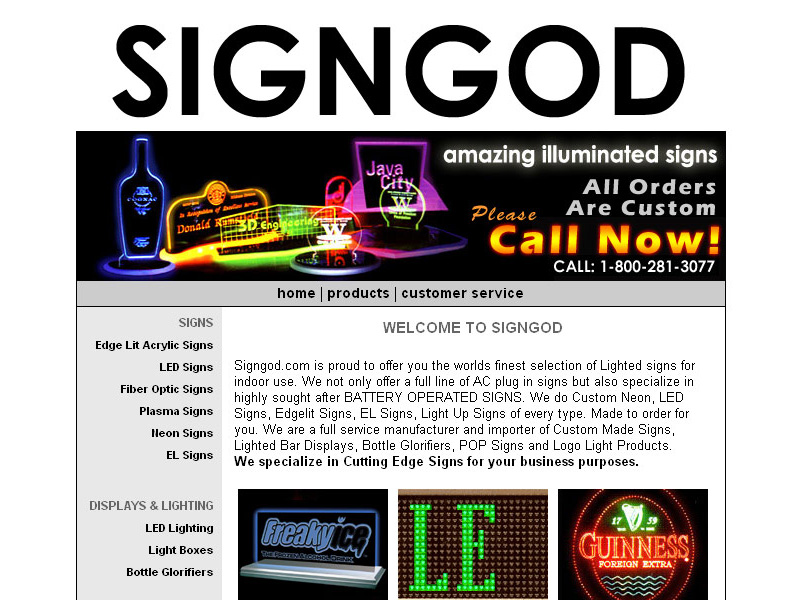 SIGNGOD
amazing illuminated signs
All Orders
Are Custom
Please
Call Now!
CALL: 1-800-281-3077
COGNAC
Donald Rumsfeld
3D Engineering
W
Java
City
home | products | customer service
SIGNS
Edge Lit Acrylic Signs
LED Signs
Fiber Optic Signs
Plasma Signs
Neon Signs
EL Signs
DISPLAYS & LIGHTING
LED Lighting
Light Boxes
Bottle Glorifiers
WELCOME TO SIGNGOD
Signgod.com is proud to offer you the worlds finest selection of Lighted signs for
indoor use. We not only offer a full line of AC plug in signs but also specialize in
highly sought after BATTERY OPERATED SIGNS. We do Custom Neon, LED
Signs, Edgelit Signs, EL Signs, Light Up Signs of every type. Made to order for
you. We are a full service manufacturer and importer of Custom Made Signs,
Lighted Bar Displays, Bottle Glorifiers, POP Signs and Logo Light Products.
We specialize in Cutting Edge Signs for your business purposes.
Freakyice
THE FROZEN ALCOHOL DRINK
LE
17 59
GUINNESS
FOREIGN EXTRA